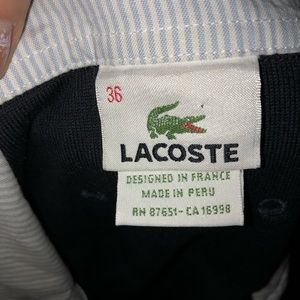 36
LACOSTE
DESIGNED IN FRANCE
MADE IN PERU
RN 87651-CA 16998